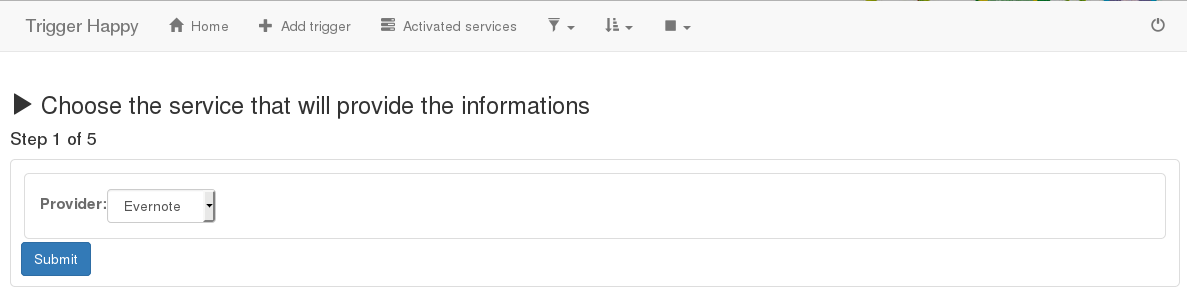 Trigger Happy Home Add trigger Activated services
Choose the service that will provide the informations
Step 1 of 5
Provider: Evernote
Submit